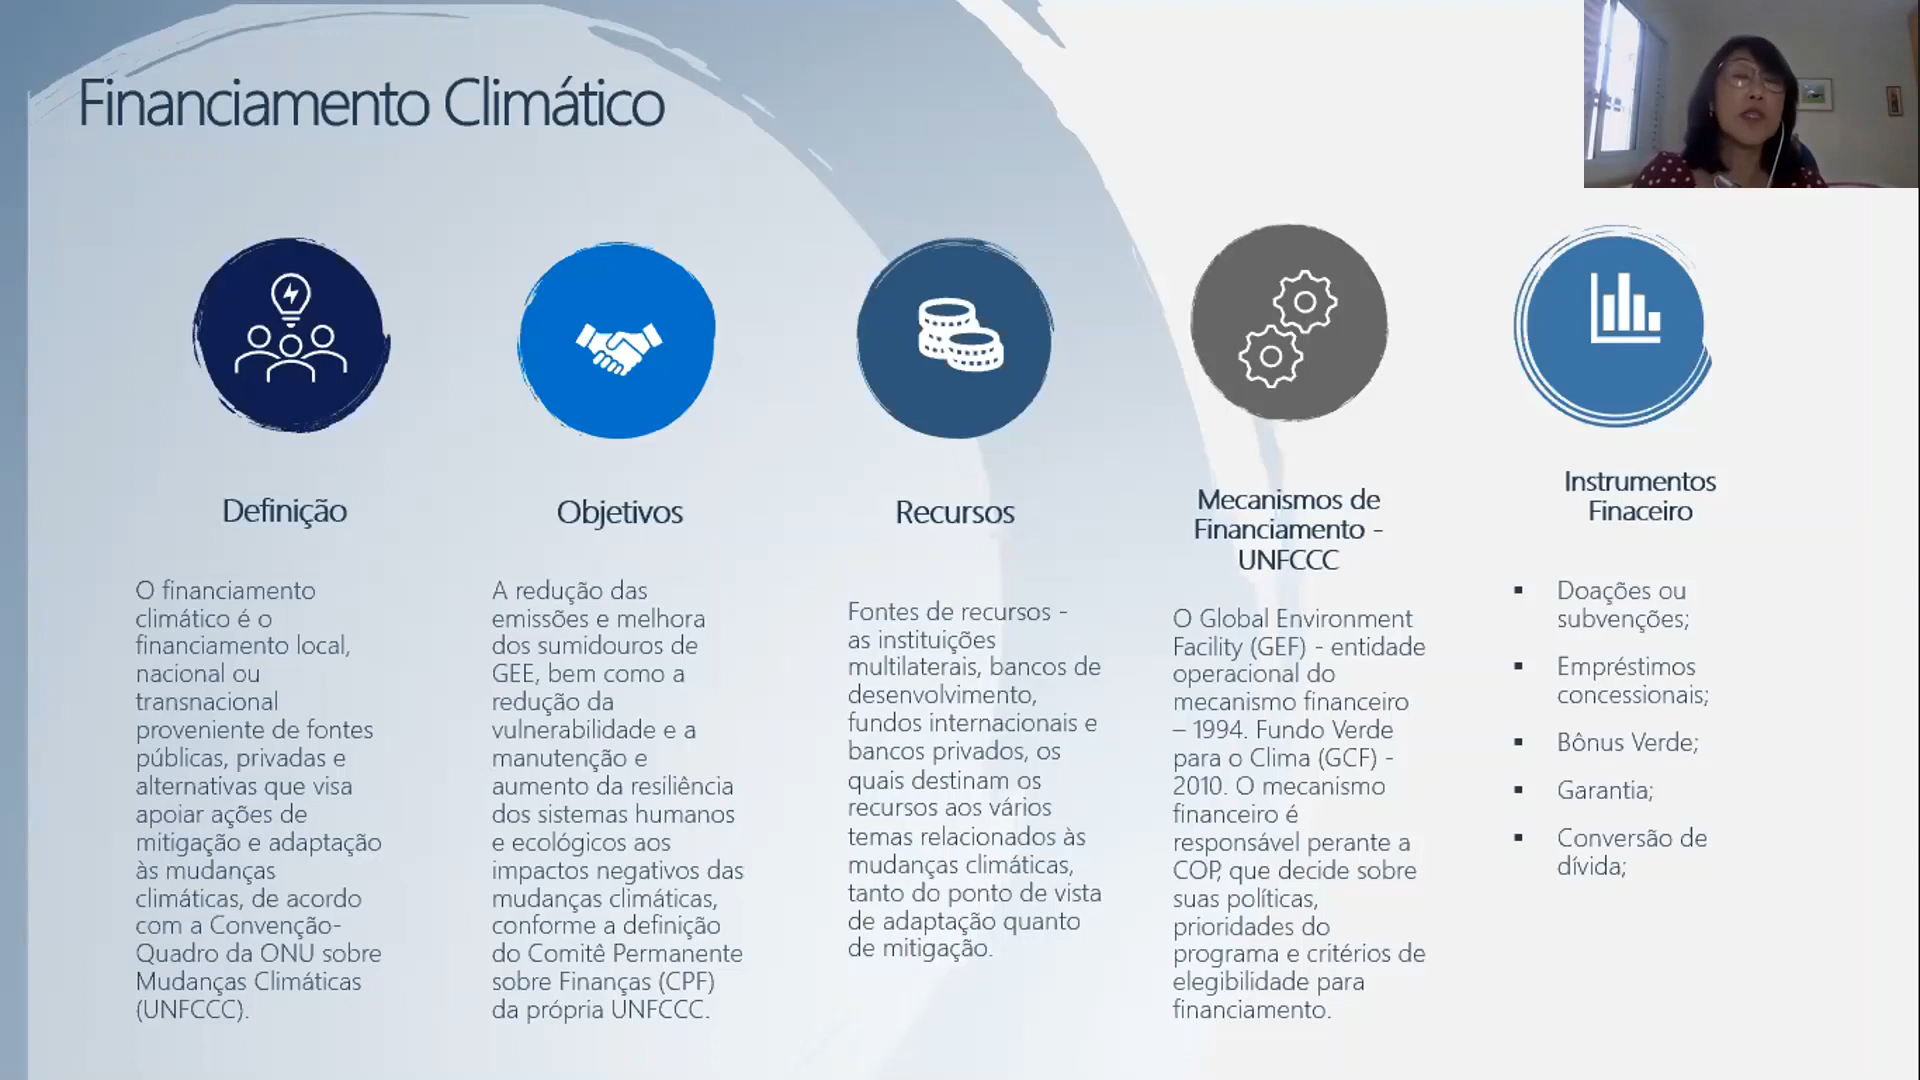 Financiamento Climático
Definição
O financiamento
climático é o
financiamento local,
nacional ou
transnacional
proveniente de fontes
públicas, privadas e
alternativas que visa
apoiar ações de
mitigação e adaptação
às mudanças
climáticas, de acordo
com a Convenção-
Quadro da ONU sobre
Mudanças Climáticas
(UNFCCC).
Objetivos
A redução das
emissões e melhora
dos sumidouros de
GEE, bem como a
redução da
vulnerabilidade e a
manutenção e
aumento da resiliência
dos sistemas humanos
e ecológicos aos
impactos negativos das
mudanças climáticas,
conforme a definição
do Comitê Permanente
sobre Finanças (CPF)
da própria UNFCCC.
Recursos
Fontes de recursos -
as instituições
multilaterais, bancos de
desenvolvimento,
fundos internacionais e
bancos privados, os
quais destinam os
recursos aos vários
temas relacionados às
mudanças climáticas,
tanto do ponto de vista
de adaptação quanto
de mitigação.
Mecanismos de
Financiamento -
UNFCCC
O Global Environment
Facility (GEF) - entidade
operacional do
mecanismo financeiro
– 1994. Fundo Verde
para o Clima (GCF) -
2010. O mecanismo
financeiro é
responsável perante a
COP, que decide sobre
suas políticas,
prioridades do
programa e critérios de
elegibilidade para
financiamento.
Instrumentos
Finaceiro
▪ Doações ou
subvenções;
▪ Empréstimos
concessionais;
▪ Bônus Verde;
▪ Garantia;
▪ Conversão de
dívida;